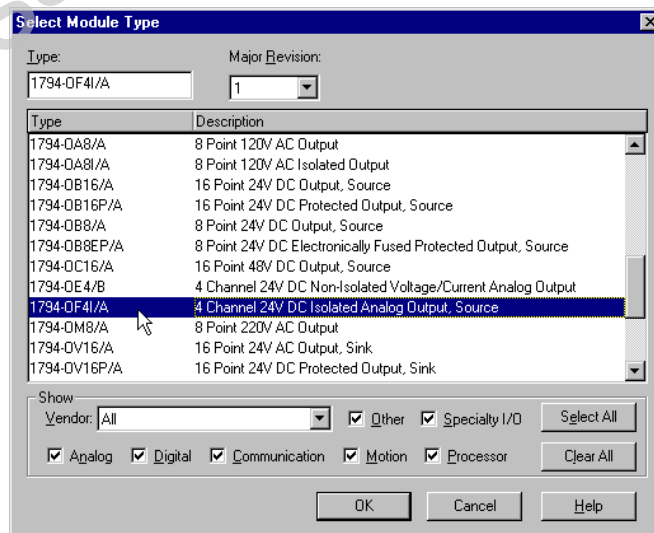 Select Module Type
Type: Major Revision:
1794-OF4I/A 1
Type Description
1794-OA8/A 8 Point 120V AC Output
1794-OA8I/A 8 Point 120V AC Isolated Output
1794-OB16/A 16 Point 24V DC Output, Source
1794-OB16P/A 16 Point 24V DC Protected Output, Source
1794-OB8/A 8 Point 24V DC Output, Source
1794-OB8EP/A 8 Point 24V DC Electronically Fused Protected Output, Source
1794-OC16/A 16 Point 48V DC Output, Source
1794-OE4/B 4 Channel 24V DC Non-Isolated Voltage/Current Analog Output
1794-OF4I/A 4 Channel 24V DC Isolated Analog Output, Source
1794-OM8/A 8 Point 220V AC Output
1794-OV16/A 16 Point 24V AC Output, Sink
1794-OV16P/A 16 Point 24V DC Protected Output, Sink
Show
Vendor: All Other Specialty I/O Select All
Analog Digital Communication Motion Processor Clear All
OK Cancel Help